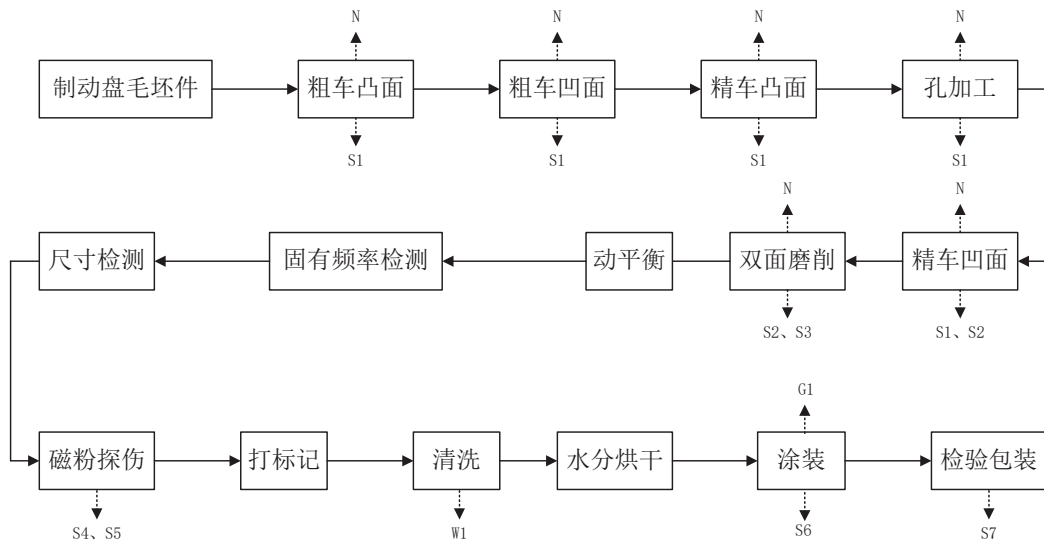 N N N N
制动盘毛坯件 粗车凸面 粗车凹面 精车凸面 孔加工
S1 S1 S1 S1
N N
尺寸检测 固有频率检测 动平衡 双面磨削 精车凹面
S2、S3 S1、S2
G1
磁粉探伤 打标记 清洗 水分烘干 涂装 检验包装
S4、S5 W1 S6 S7